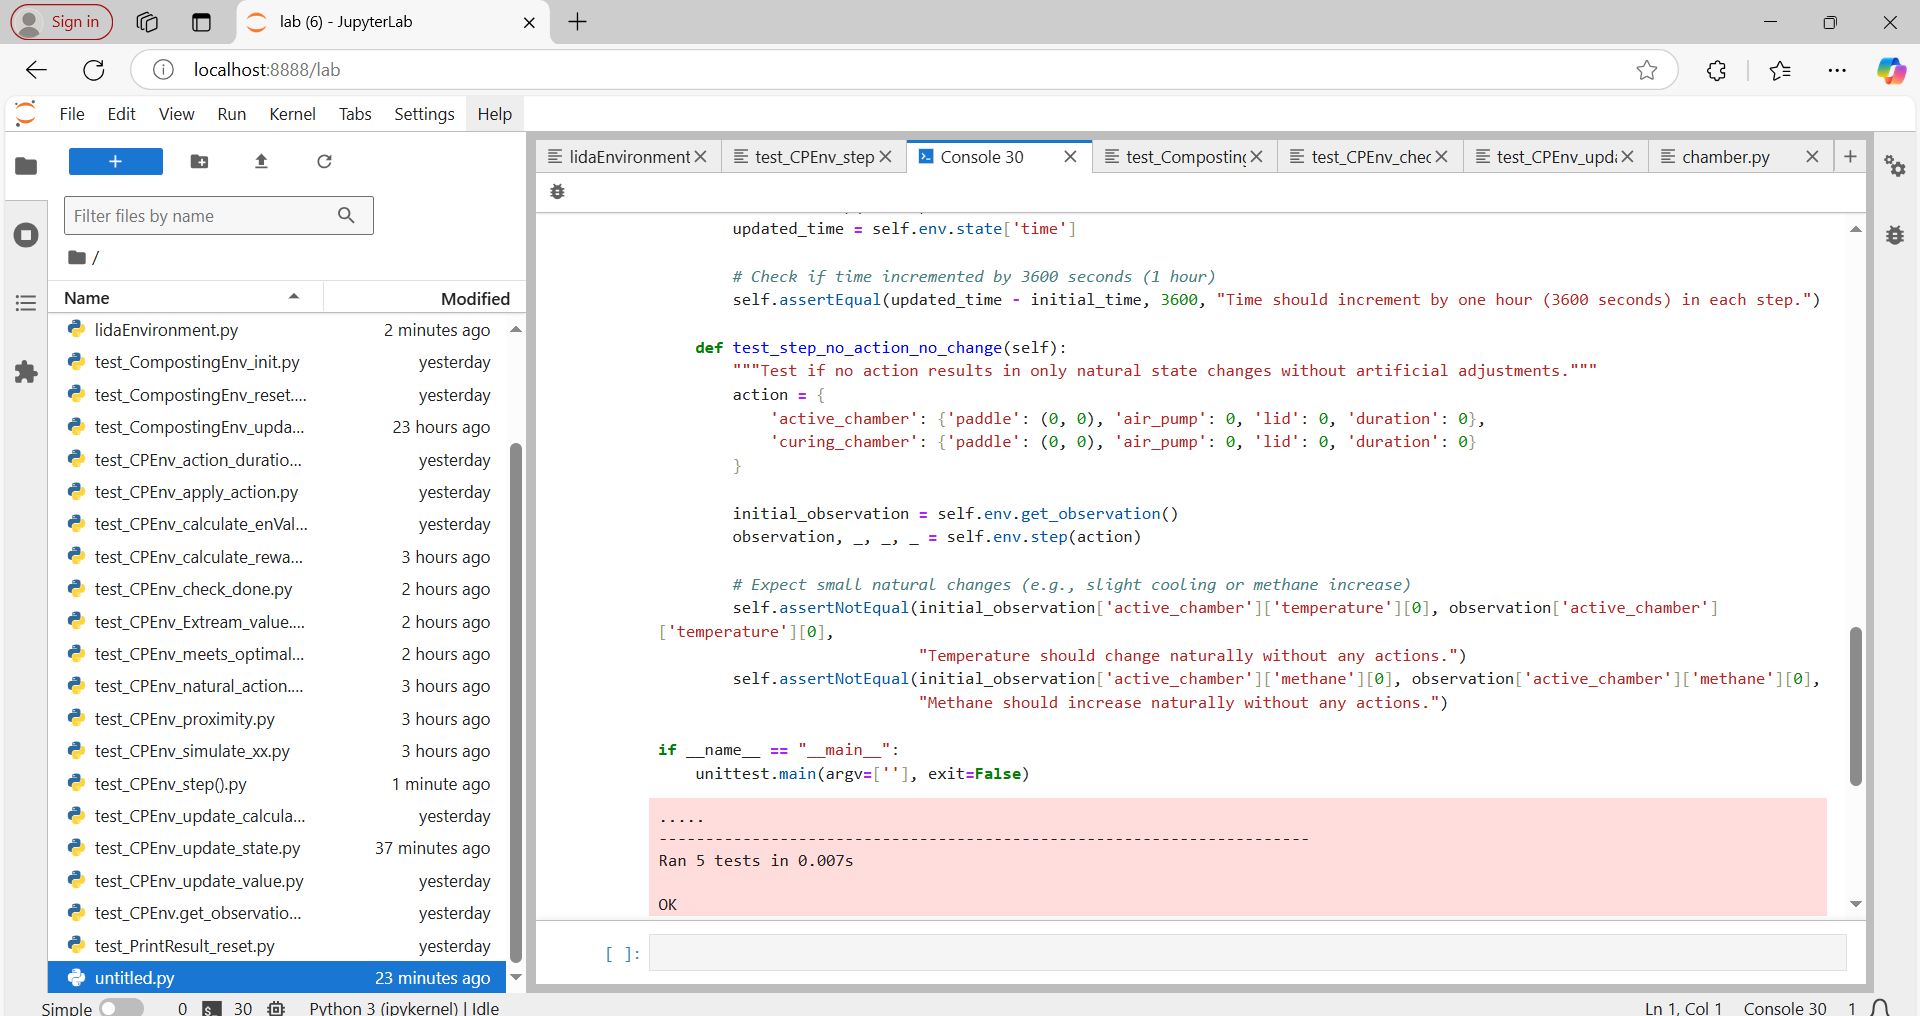 Sign in
lab (6) - JupyterLab
localhost:8888/lab
File Edit View Run Kernel Tabs Settings Help
Filter files by name
/
Name Modified
lidaEnvironment.py 2 minutes ago
test_CompostingEnv_init.py yesterday
test_CompostingEnv_reset.... yesterday
test_CompostingEnv_upda... 23 hours ago
test_CPEnv_action_duratio... yesterday
test_CPEnv_apply_action.py yesterday
test_CPEnv_calculate_enVal... yesterday
test_CPEnv_calculate_rewa... 3 hours ago
test_CPEnv_check_done.py 2 hours ago
test_CPEnv_Extream_value.... 2 hours ago
test_CPEnv_meets_optimal... 2 hours ago
test_CPEnv_natural_action.... 3 hours ago
test_CPEnv_proximity.py 3 hours ago
test_CPEnv_simulate_xx.py 3 hours ago
test_CPEnv_step().py 1 minute ago
test_CPEnv_update_calcula... yesterday
test_CPEnv_update_state.py 37 minutes ago
test_CPEnv_update_value.py yesterday
test_CPEnv.get_observatio... yesterday
test_PrintResult_reset.py yesterday
untitled.py 23 minutes ago
lidaEnvironment test_CPEnv_step Console 30 test_Composting test_CPEnv_chec test_CPEnv_upda chamber.py
updated_time = self.env.state['time']
# Check if time incremented by 3600 seconds (1 hour)
self.assertEqual(updated_time - initial_time, 3600, "Time should increment by one hour (3600 seconds) in each step.")
def test_step_no_action_no_change(self):
"""Test if no action results in only natural state changes without artificial adjustments."""
action = {
'active_chamber': {'paddle': (0, 0), 'air_pump': 0, 'lid': 0, 'duration': 0},
'curing_chamber': {'paddle': (0, 0), 'air_pump': 0, 'lid': 0, 'duration': 0}
}
initial_observation = self.env.get_observation()
observation, _, _, _ = self.env.step(action)
# Expect small natural changes (e.g., slight cooling or methane increase)
self.assertNotEqual(initial_observation['active_chamber']['temperature'][0], observation['active_chamber']
['temperature'][0],
"Temperature should change naturally without any actions.")
self.assertNotEqual(initial_observation['active_chamber']['methane'][0], observation['active_chamber']['methane'][0],
"Methane should increase naturally without any actions.")
if __name__ == "__main__":
unittest.main(argv=[''], exit=False)
.....
----------------------------------------------------------------------
Ran 5 tests in 0.007s
OK
[ ]:
Simple 0 30 Python 3 (ipykernel) | Idle Ln 1, Col 1 Console 30 1